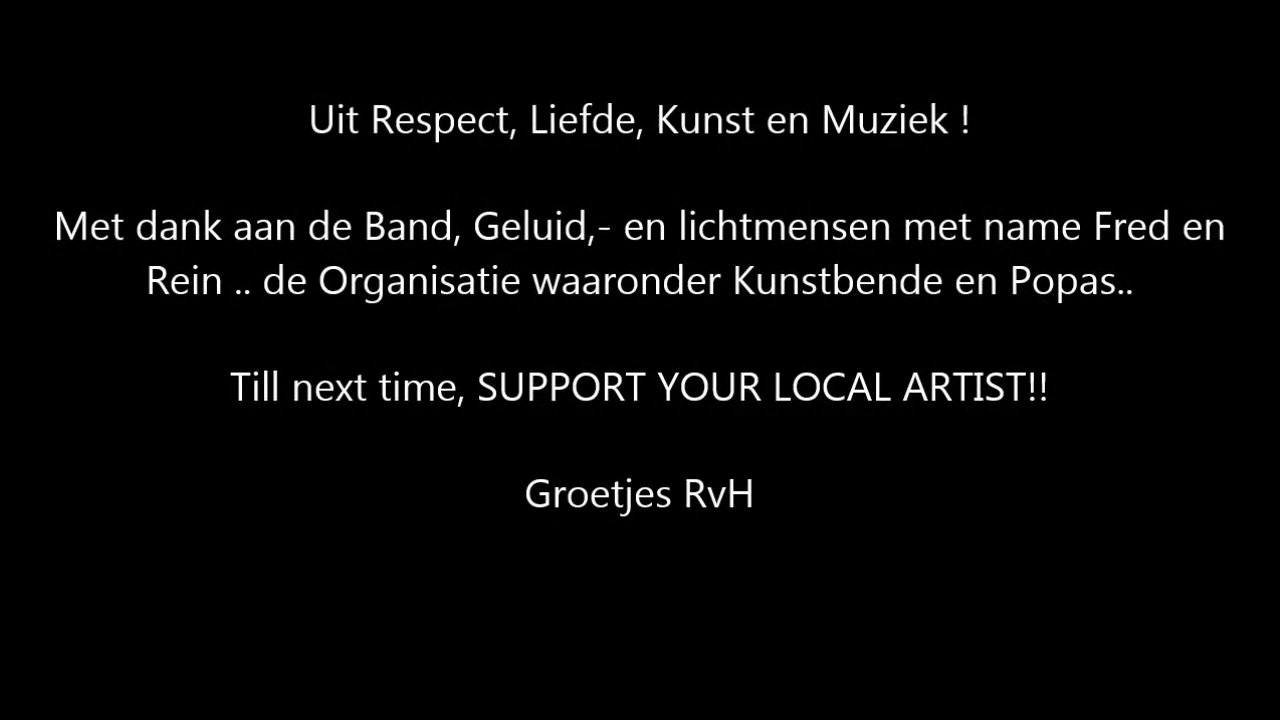 Uit Respect, Liefde, Kunst en Muziek !
Met dank aan de Band, Geluid,- en lichtmensen met name Fred en
Rein .. de Organisatie waaronder Kunstbende en Popas..
Till next time, SUPPORT YOUR LOCAL ARTIST!!
Groetjes RvH